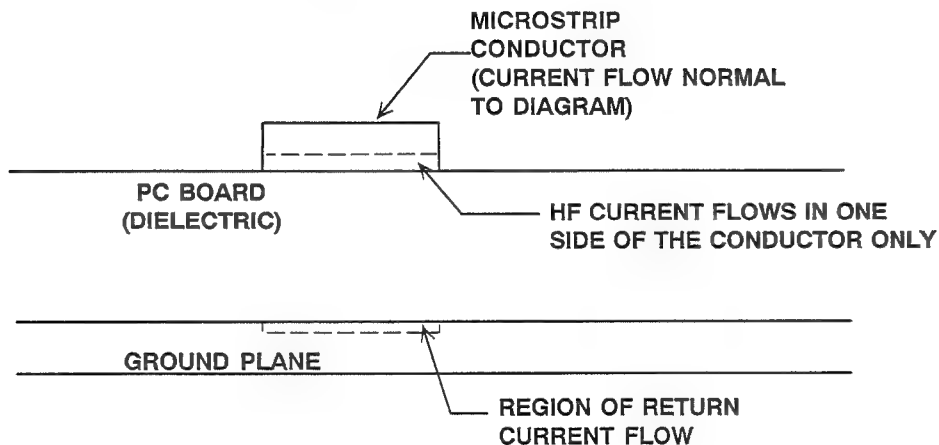 MICROSTRIP
CONDUCTOR
(CURRENT FLOW NORMAL
TO DIAGRAM)
PC BOARD
(DIELECTRIC)
HF CURRENT FLOWS IN ONE
SIDE OF THE CONDUCTOR ONLY
GROUND PLANE
REGION OF RETURN
CURRENT FLOW